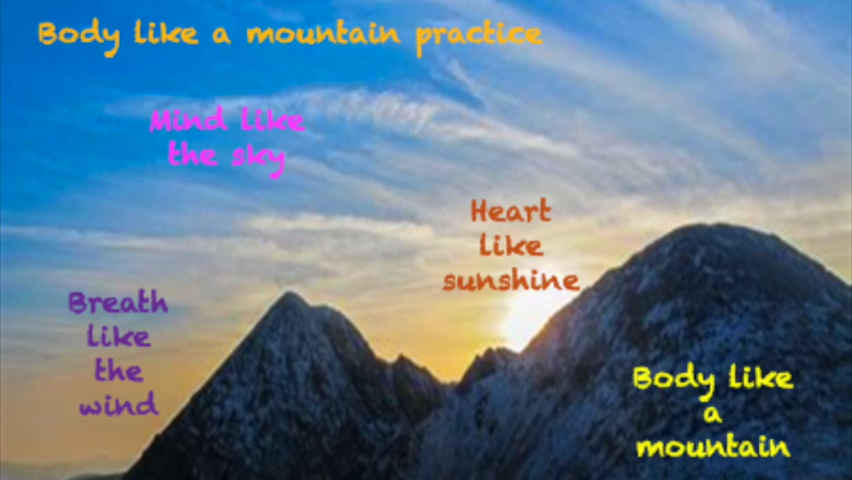 Body like a mountain practice
Mind like
the sky
Heart
like
sunshine
Breath
like
the
wind
Body like
a
mountain